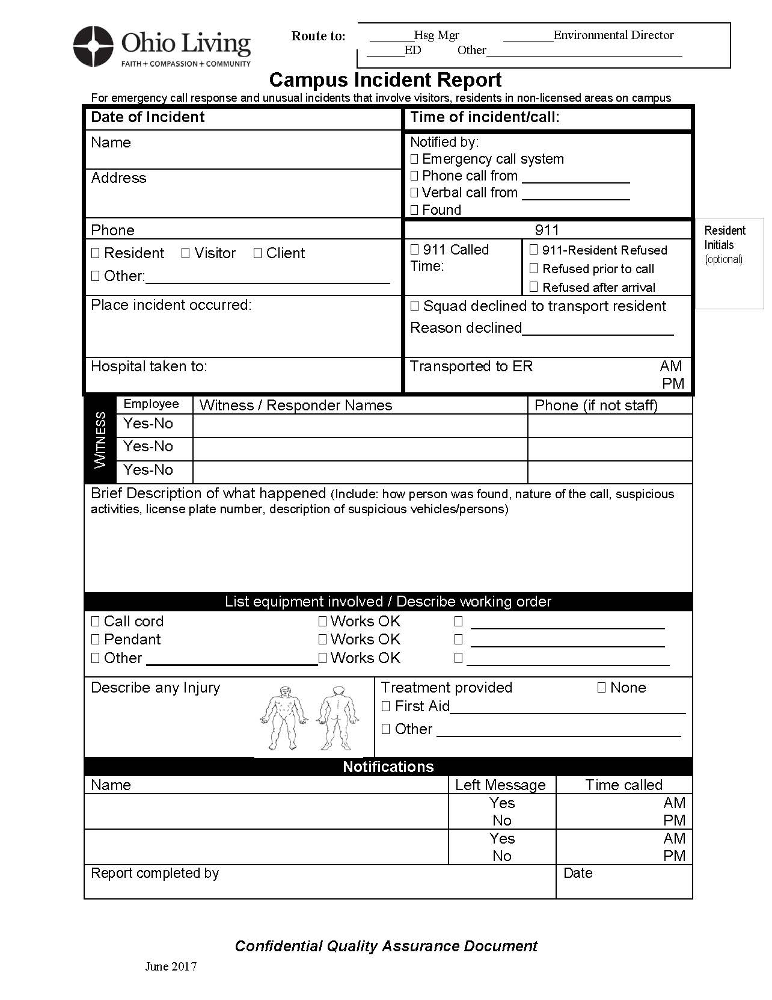 Ohio Living
FAITH + COMPASSION + COMMUNITY
Route to: _______Hsg Mgr ________Environmental Director
______ED Other_______________________________
Campus Incident Report
For emergency call response and unusual incidents that involve visitors, residents in non-licensed areas on campus
Date of Incident
Time of incident/call:
Name
Notified by:
☐ Emergency call system
☐ Phone call from _____________
☐ Verbal call from _____________
☐ Found
Address
Phone
911
Resident
Initials
(optional)
☐ Resident ☐ Visitor ☐ Client
☐ Other:______________________________
☐ 911 Called
Time:
☐ 911-Resident Refused
☐ Refused prior to call
☐ Refused after arrival
Place incident occurred:
☐ Squad declined to transport resident
Reason declined__________________
Hospital taken to:
Transported to ER AM
PM
WITNESS
Employee Witness / Responder Names Phone (if not staff)
Yes-No
Yes-No
Yes-No
Brief Description of what happened (Include: how person was found, nature of the call, suspicious
activities, license plate number, description of suspicious vehicles/persons)
List equipment involved / Describe working order
☐ Call cord ☐ Works OK ☐ ________________________
☐ Pendant ☐ Works OK ☐ ________________________
☐ Other _____________________☐ Works OK ☐ _________________________
Describe any Injury
Treatment provided ☐ None
☐ First Aid_____________________________
☐ Other ______________________________
Notifications
Name Left Message Time called
Yes AM
No PM
Yes AM
No PM
Report completed by Date
Confidential Quality Assurance Document
June 2017